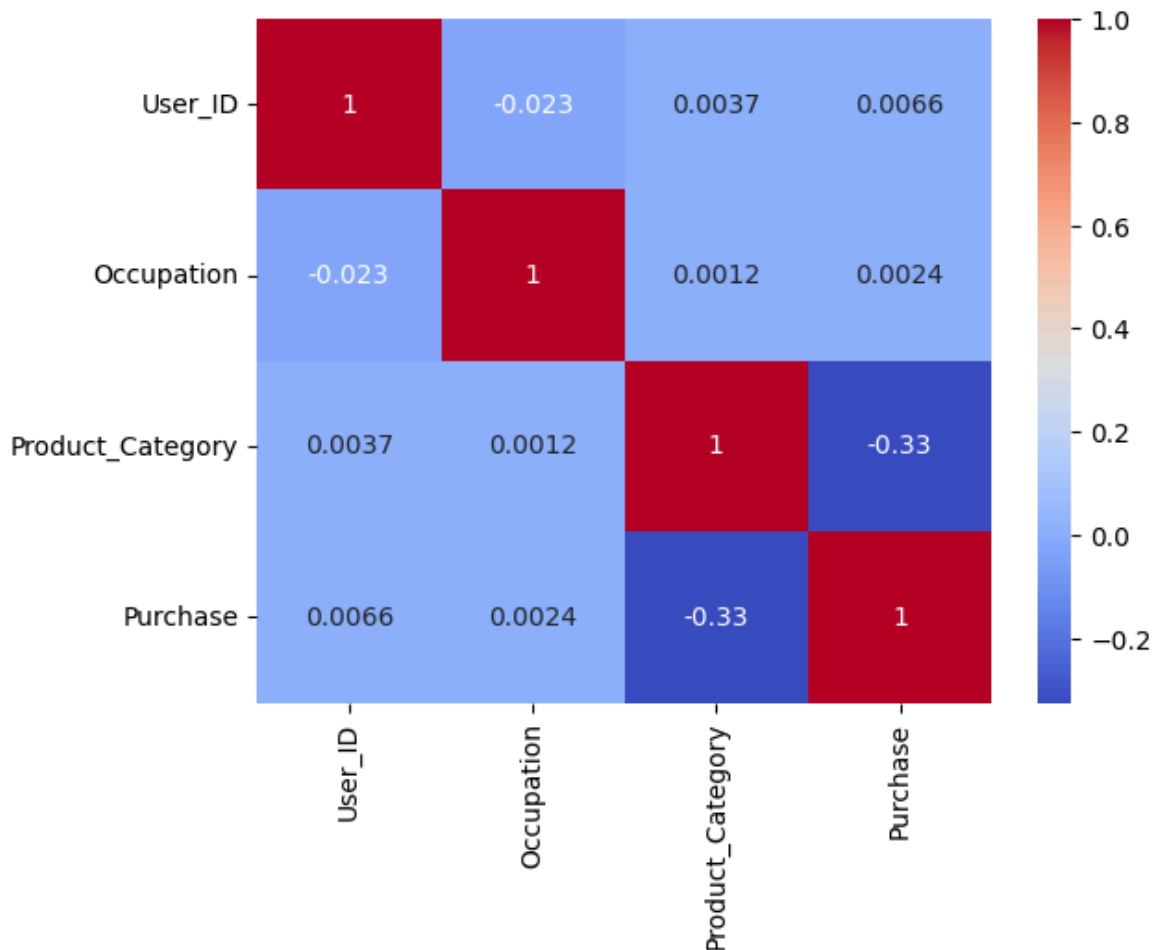 User_ID 1 -0.023 0.0037 0.0066
Occupation -0.023 1 0.0012 0.0024
Product_Category 0.0037 0.0012 1 -0.33
Purchase 0.0066 0.0024 -0.33 1
User_ID
Occupation
Product_Category
Purchase
1.0
0.8
0.6
0.4
0.2
0.0
−0.2